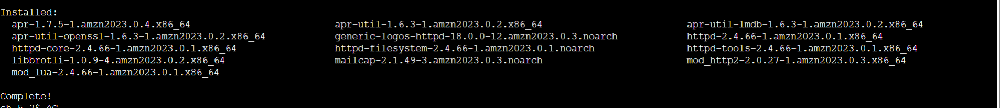 Installed:
apr-1.7.5-1.amzn2023.0.4.x86_64 apr-util-1.6.3-1.amzn2023.0.2.x86_64 apr-util-lmdb-1.6.3-1.amzn2023.0.2.x86_64
apr-util-openssl-1.6.3-1.amzn2023.0.2.x86_64 generic-logos-httpd-18.0.0-12.amzn2023.0.3.noarch httpd-2.4.66-1.amzn2023.0.1.x86_64
httpd-core-2.4.66-1.amzn2023.0.1.x86_64 httpd-filesystem-2.4.66-1.amzn2023.0.1.noarch httpd-tools-2.4.66-1.amzn2023.0.1.x86_64
libbrotli-1.0.9-4.amzn2023.0.2.x86_64 mailcap-2.1.49-3.amzn2023.0.3.noarch mod_http2-2.0.27-1.amzn2023.0.3.x86_64
mod_lua-2.4.66-1.amzn2023.0.1.x86_64
Complete!
sh-5.2$ ^C